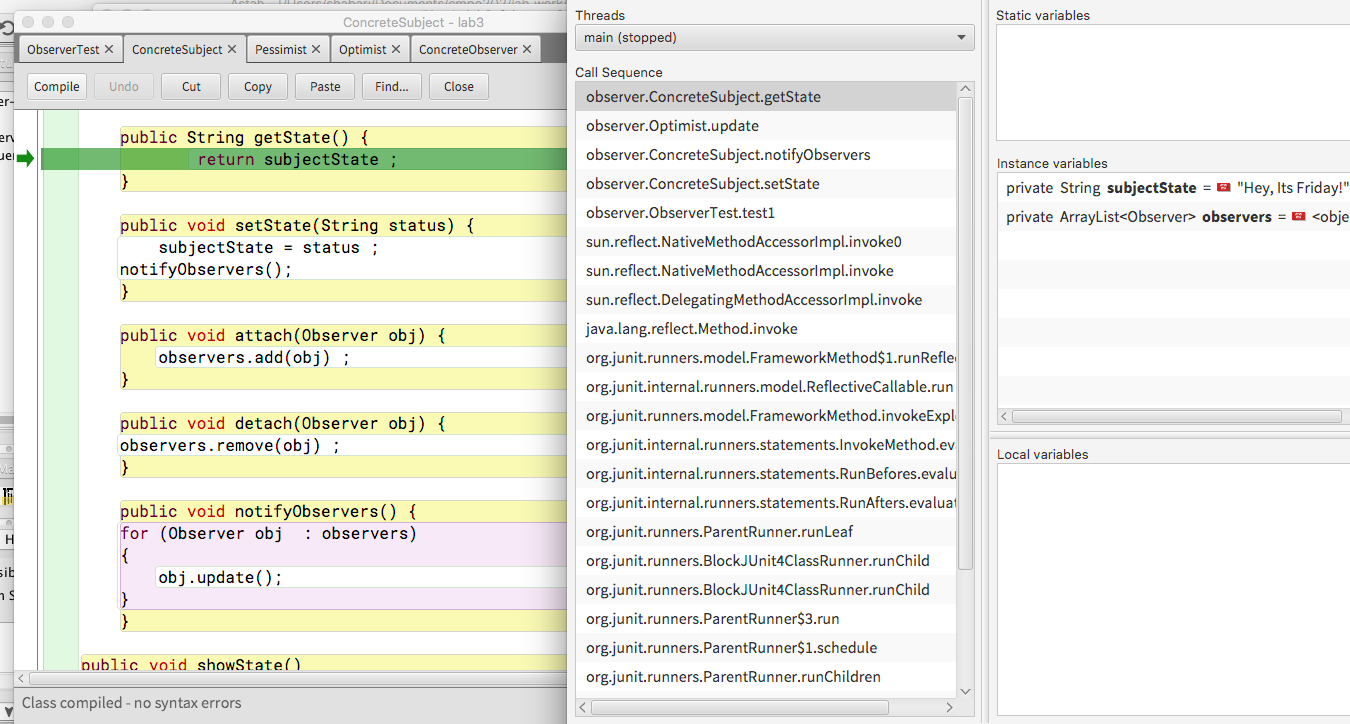 ConcreteSubject - lab3
ObserverTest ✕ ConcreteSubject ✕ Pessimist ✕ Optimist ✕ ConcreteObserver ✕
Compile Undo Cut Copy Paste Find... Close
public String getState() {
return subjectState ;
}
public void setState(String status) {
subjectState = status ;
notifyObservers();
}
public void attach(Observer obj) {
observers.add(obj) ;
}
public void detach(Observer obj) {
observers.remove(obj) ;
}
public void notifyObservers() {
for (Observer obj : observers)
{
obj.update();
}
}
public void showState()
Class compiled - no syntax errors
Threads
main (stopped)
Call Sequence
observer.ConcreteSubject.getState
observer.Optimist.update
observer.ConcreteSubject.notifyObservers
observer.ConcreteSubject.setState
observer.ObserverTest.test1
sun.reflect.NativeMethodAccessorImpl.invoke0
sun.reflect.NativeMethodAccessorImpl.invoke
sun.reflect.DelegatingMethodAccessorImpl.invoke
java.lang.reflect.Method.invoke
org.junit.runners.model.FrameworkMethod$1.runRefle
org.junit.internal.runners.model.ReflectiveCallable.run
org.junit.runners.model.FrameworkMethod.invokeExpl
org.junit.internal.runners.statements.InvokeMethod.eva
org.junit.internal.runners.statements.RunBefores.evalu
org.junit.internal.runners.statements.RunAfters.evaluat
org.junit.runners.ParentRunner.runLeaf
org.junit.runners.BlockJUnit4ClassRunner.runChild
org.junit.runners.BlockJUnit4ClassRunner.runChild
org.junit.runners.ParentRunner$3.run
org.junit.runners.ParentRunner$1.schedule
org.junit.runners.ParentRunner.runChildren
Static variables
Instance variables
private String subjectState = "Hey, Its Friday!"
private ArrayList<Observer> observers = <obje
Local variables